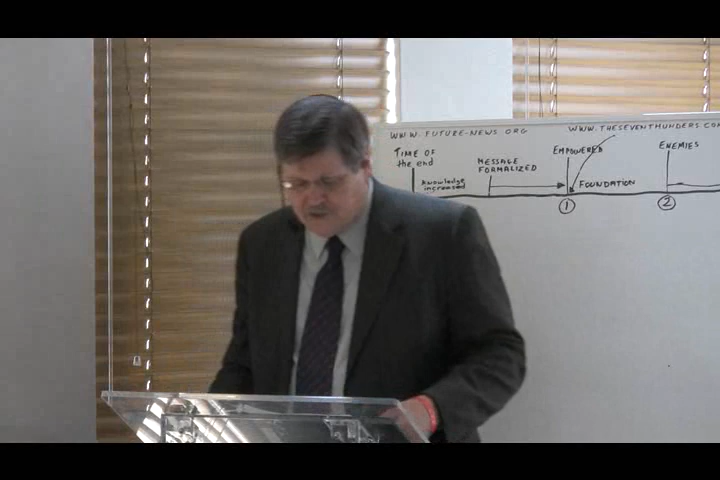 WWW.FUTURE-NEWS.ORG WWW.THESEVENTHUNDERS.COM
TIME OF the end
Knowledge increased
MESSAGE FORMALIZED
EMPOWERED
FOUNDATION
ENEMIES
1
2